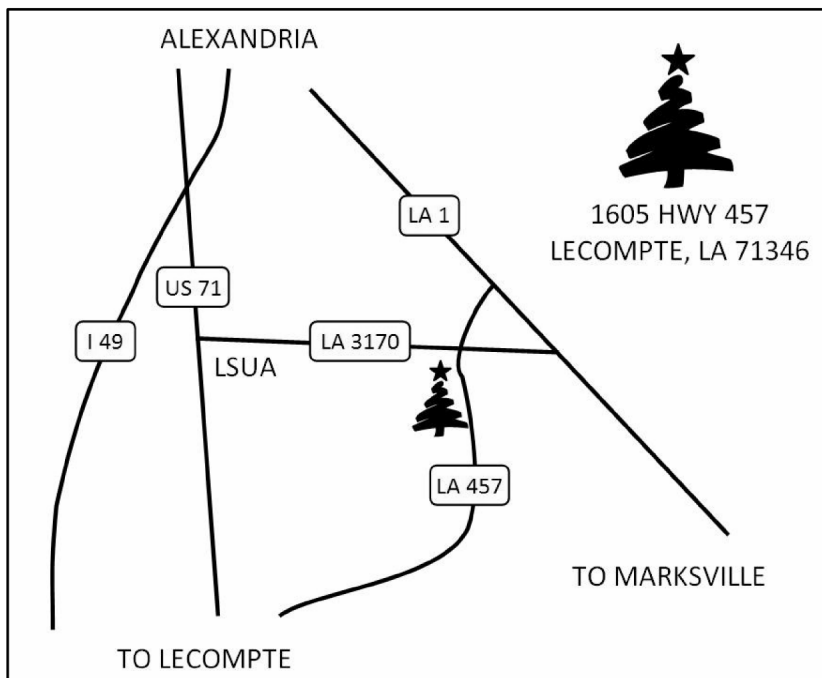 ALEXANDRIA
1605 HWY 457
LECOMPTE, LA 71346
LA 1
US 71
I 49
LA 3170
LSUA
LA 457
TO MARKSVILLE
TO LECOMPTE